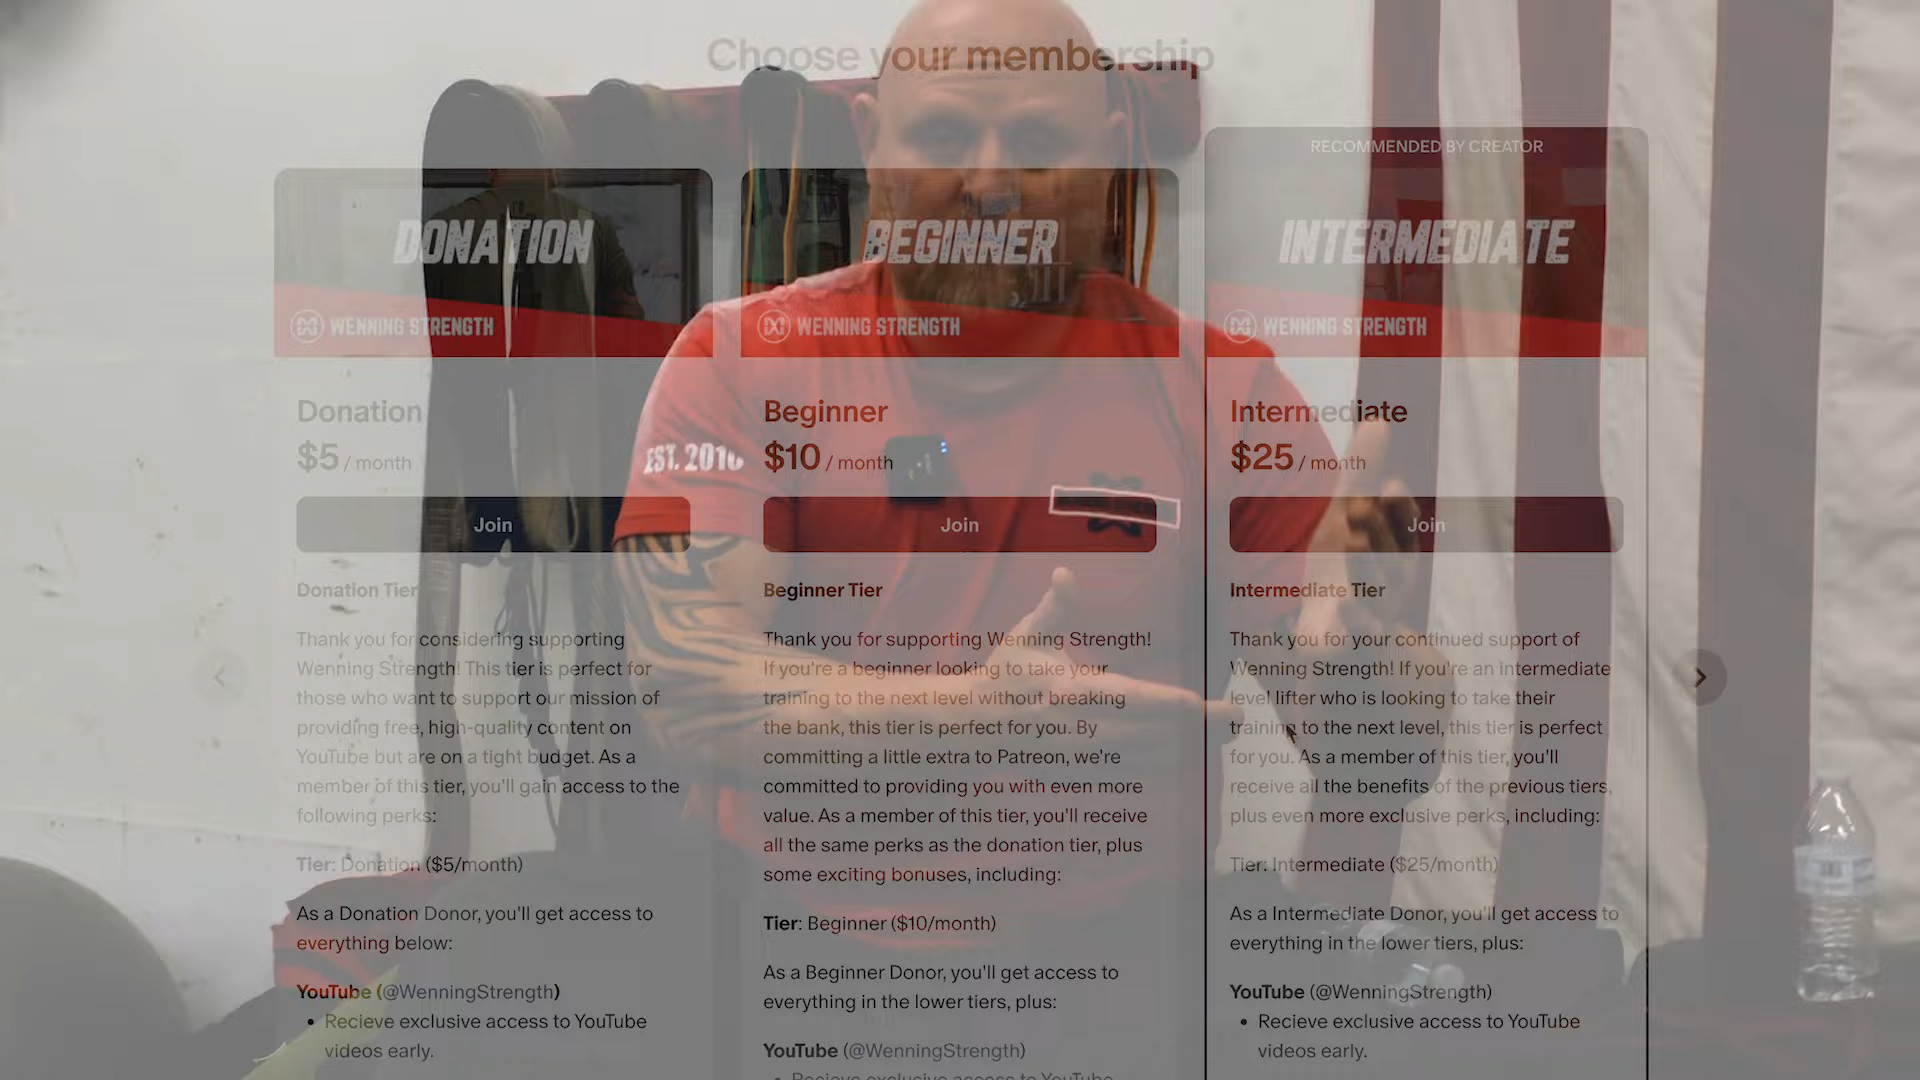 Choose your membership
RECOMMENDED BY CREATOR
DONATION
WENNING STRENGTH
Donation
$5 / month
Join
Donation Tier
Thank you for considering supporting
Wenning Strength! This tier is perfect for
those who want to support our mission of
providing free, high-quality content on
YouTube but are on a tight budget. As a
member of this tier, you'll gain access to the
following perks:
Tier: Donation ($5/month)
As a Donation Donor, you'll get access to
everything below:
YouTube (@WenningStrength)
• Recieve exclusive access to YouTube
videos early.
BEGINNER
WENNING STRENGTH
Beginner
$10 / month
Join
Beginner Tier
Thank you for supporting Wenning Strength!
If you're a beginner looking to take your
training to the next level without breaking
the bank, this tier is perfect for you. By
committing a little extra to Patreon, we're
committed to providing you with even more
value. As a member of this tier, you'll receive
all the same perks as the donation tier, plus
some exciting bonuses, including:
Tier: Beginner ($10/month)
As a Beginner Donor, you'll get access to
everything in the lower tiers, plus:
YouTube (@WenningStrength)
• Recieve exclusive access to YouTube
INTERMEDIATE
WENNING STRENGTH
Intermediate
$25 / month
Join
Intermediate Tier
Thank you for your continued support of
Wenning Strength! If you're an intermediate
level lifter who is looking to take their
training to the next level, this tier is perfect
for you. As a member of this tier, you'll
receive all the benefits of the previous tiers,
plus even more exclusive perks, including:
Tier: Intermediate ($25/month)
As a Intermediate Donor, you'll get access to
everything in the lower tiers, plus:
YouTube (@WenningStrength)
• Recieve exclusive access to YouTube
videos early.
EST. 2016